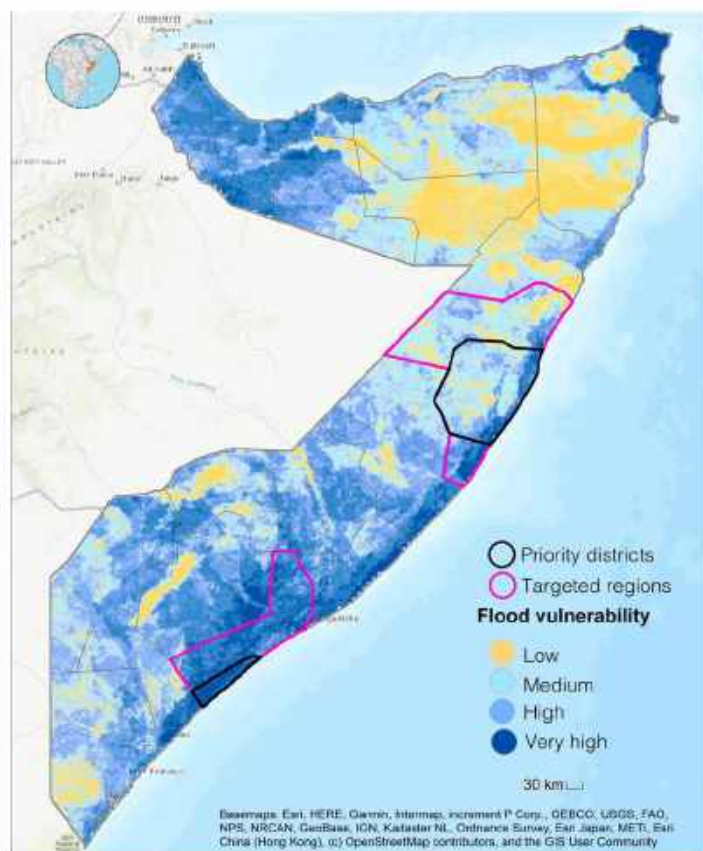 Priority districts
Targeted regions
Flood vulnerability
Low
Medium
High
Very high
30 km
Basemaps: Esri, HERE, Garmin, Intermap, increment P Corp., GEBCO, USGS, FAO,
NPS, NRCAN, GeoBase, IGN, Kadaster NL, Ordnance Survey, Esri Japan, METI, Esri
China (Hong Kong), (c) OpenStreetMap contributors, and the GIS User Community